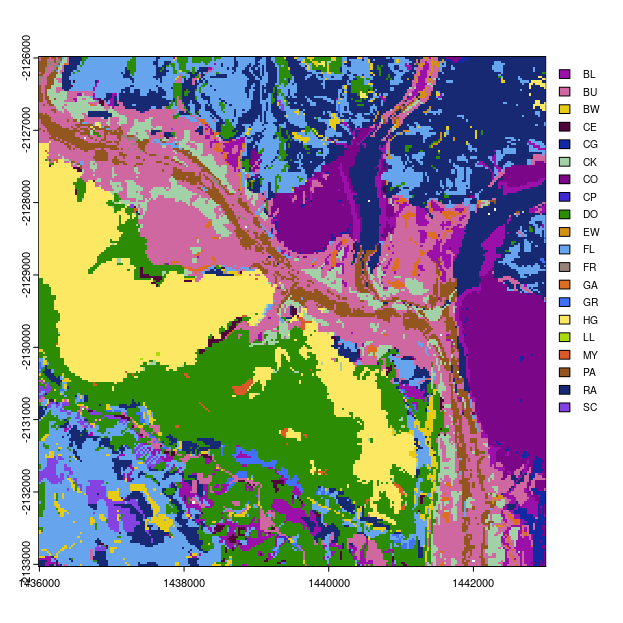 -2126000
-2127000
-2128000
-2129000
-2130000
-2131000
-2132000
-2133000
1436000
1438000
1440000
1442000
BL
BU
BW
CE
CG
CK
CO
CP
DO
EW
FL
FR
GA
GR
HG
LL
MY
PA
RA
SC